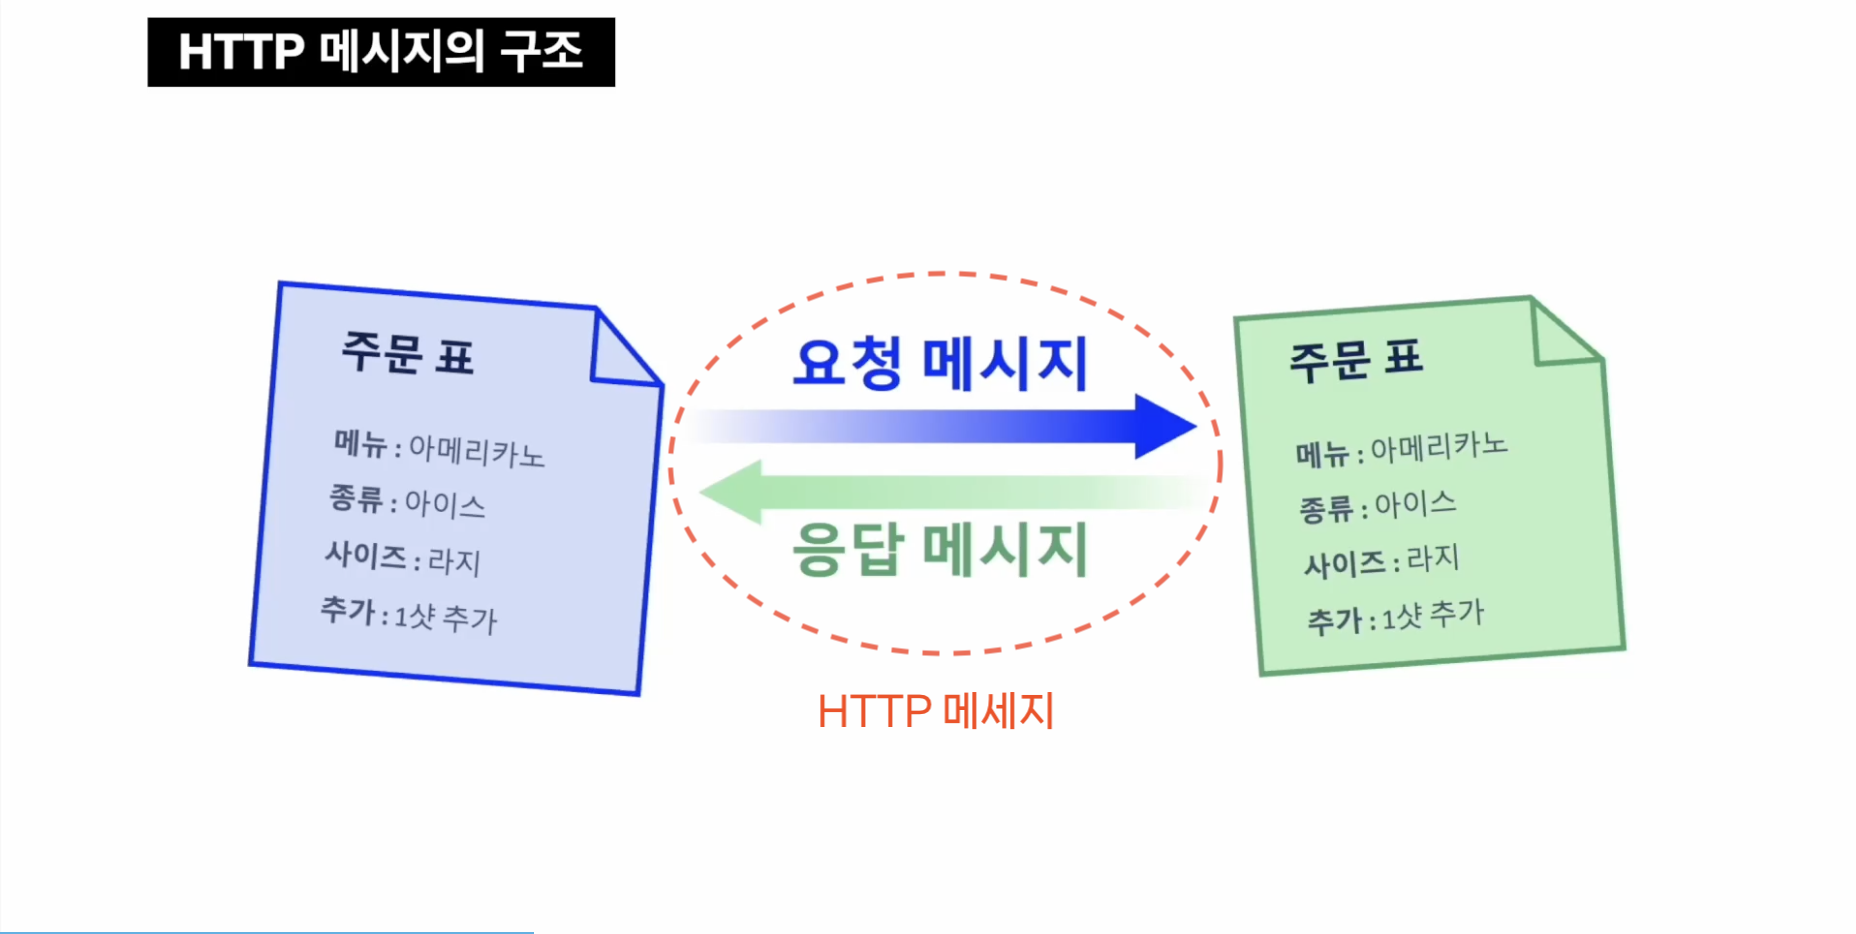 HTTP 메시지의 구조
주문 표
메뉴 : 아메리카노
종류 : 아이스
사이즈 : 라지
추가 : 1샷 추가
요청 메시지
응답 메시지
HTTP 메세지
주문 표
메뉴 : 아메리카노
종류 : 아이스
사이즈 : 라지
추가 : 1샷 추가